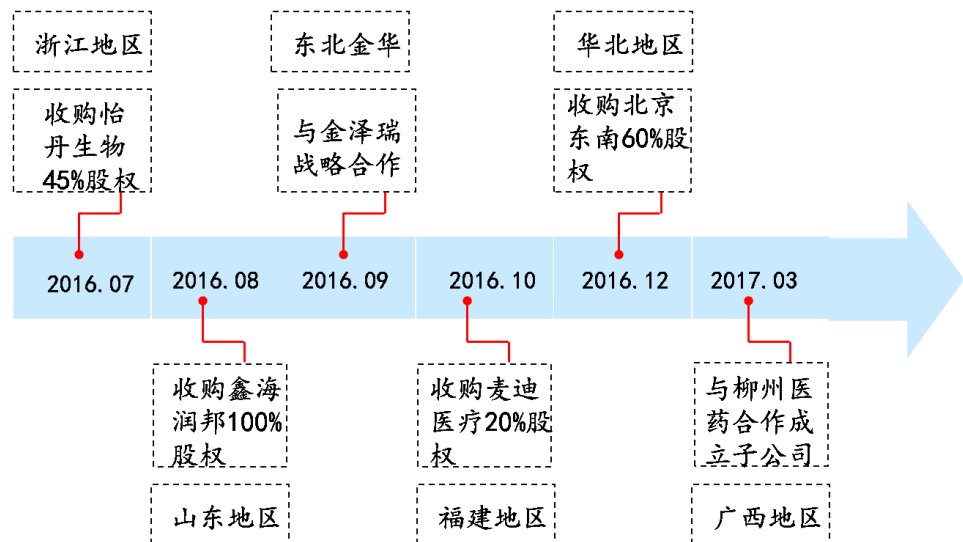 浙江地区
东北金华
华北地区
收购怡
丹生物
45%股权
与金泽瑞
战略合作
收购北京
东南60%股
权
2016.07
2016.08
2016.09
2016.10
2016.12
2017.03
收购鑫海
润邦100%
股权
收购麦迪
医疗20%股
权
与柳州医
药合作成
立子公司
山东地区
福建地区
广西地区